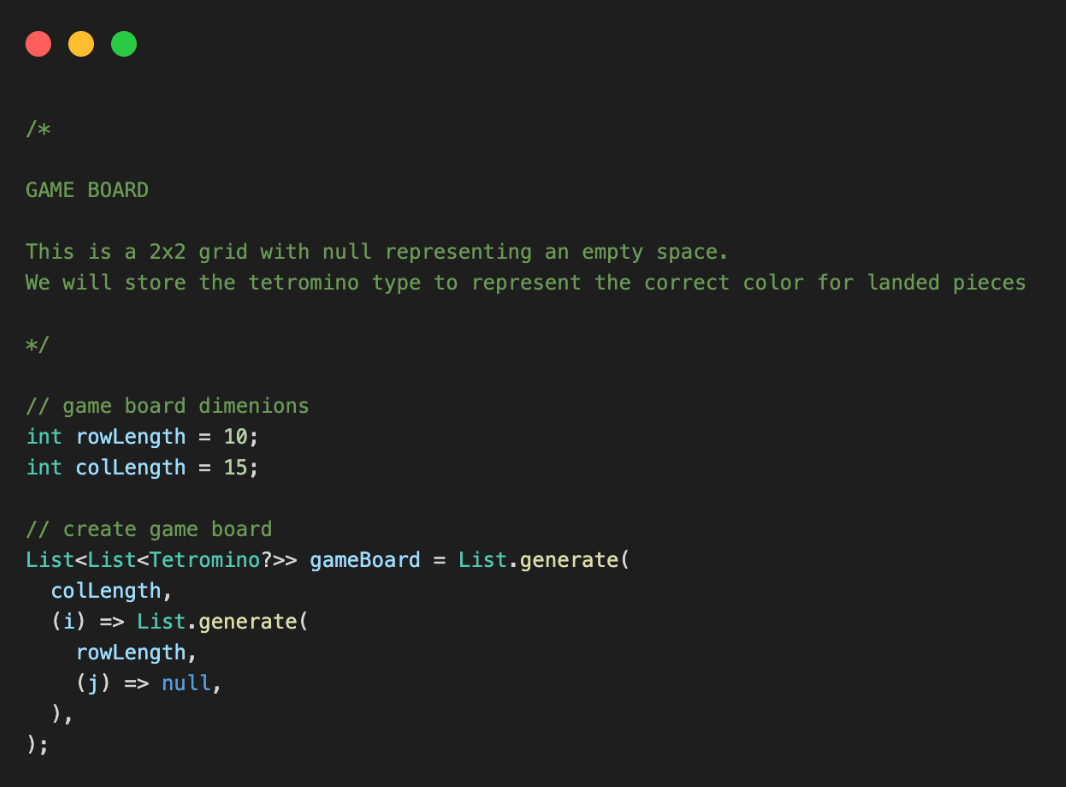 /*
GAME BOARD
This is a 2x2 grid with null representing an empty space.
We will store the tetromino type to represent the correct color for landed pieces
*/
// game board dimenions
int rowLength = 10;
int colLength = 15;
// create game board
List<List<Tetromino?>> gameBoard = List.generate(
  colLength,
  (i) => List.generate(
    rowLength,
    (j) => null,
  ),
);